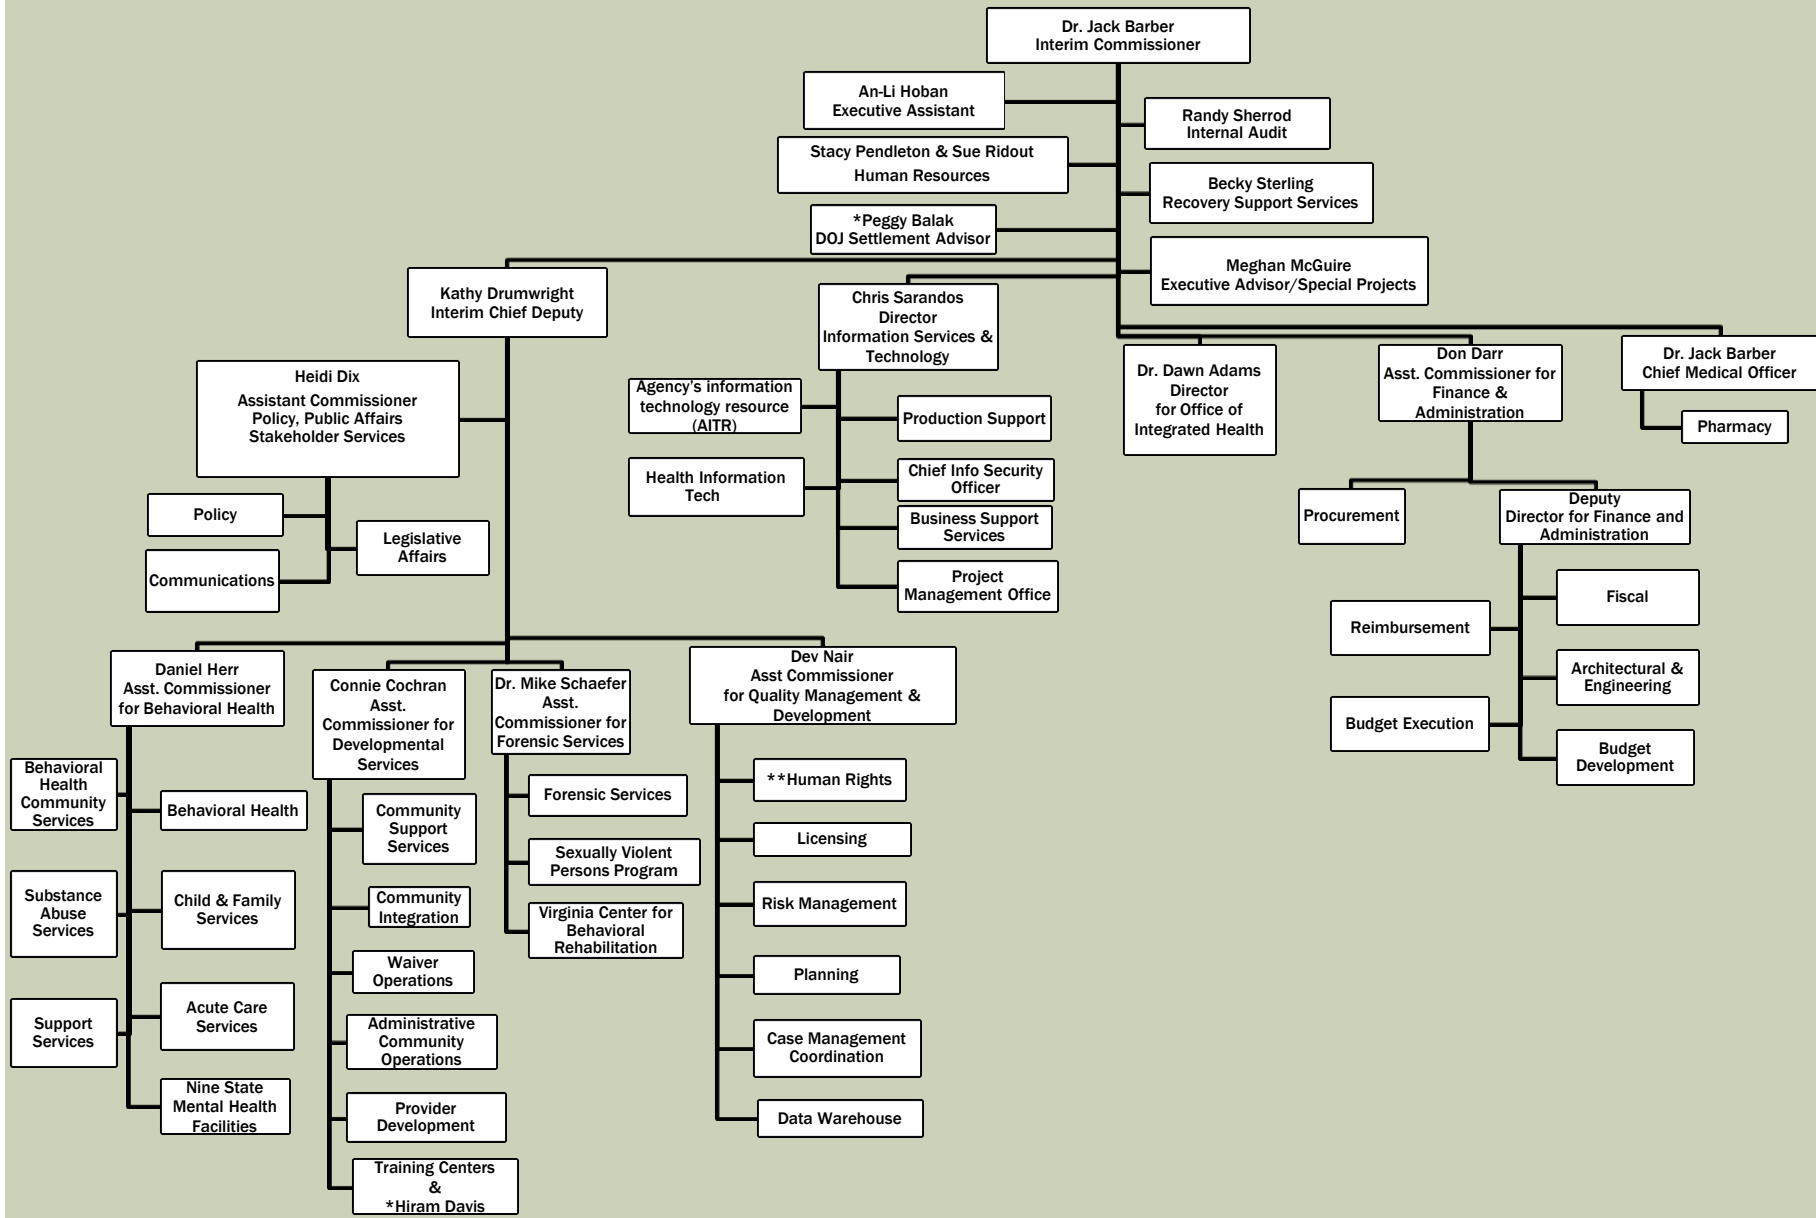 Dr. Jack Barber
Interim Commissioner
An-Li Hoban
Executive Assistant
Randy Sherrod
Internal Audit
Stacy Pendleton & Sue Ridout
Human Resources
Becky Sterling
Recovery Support Services
*Peggy Balak
DOJ Settlement Advisor
Meghan McGuire
Executive Advisor/Special Projects
Kathy Drumwright
Interim Chief Deputy
Chris Sarandos
Director
Information Services &
Technology
Dr. Dawn Adams
Director
for Office of
Integrated Health
Don Darr
Asst. Commissioner for
Finance &
Administration
Dr. Jack Barber
Chief Medical Officer
Pharmacy
Heidi Dix
Assistant Commissioner
Policy, Public Affairs
Stakeholder Services
Policy
Legislative
Affairs
Communications
Agency's information
technology resource
(AITR)
Production Support
Health Information
Tech
Chief Info Security
Officer
Business Support
Services
Project
Management Office
Procurement
Deputy
Director for Finance and
Administration
Fiscal
Reimbursement
Architectural &
Engineering
Budget Execution
Budget
Development
Daniel Herr
Asst. Commissioner
for Behavioral Health
Behavioral
Health
Community
Services
Behavioral Health
Substance
Abuse
Services
Child & Family
Services
Support
Services
Acute Care
Services
Nine State
Mental Health
Facilities
Connie Cochran
Asst.
Commissioner for
Developmental
Services
Community
Support
Services
Community
Integration
Waiver
Operations
Administrative
Community
Operations
Provider
Development
Training Centers
&
*Hiram Davis
Dr. Mike Schaefer
Asst.
Commissioner for
Forensic Services
Forensic Services
Sexually Violent
Persons Program
Virginia Center for
Behavioral
Rehabilitation
Dev Nair
Asst Commissioner
for Quality Management &
Development
**Human Rights
Licensing
Risk Management
Planning
Case Management
Coordination
Data Warehouse